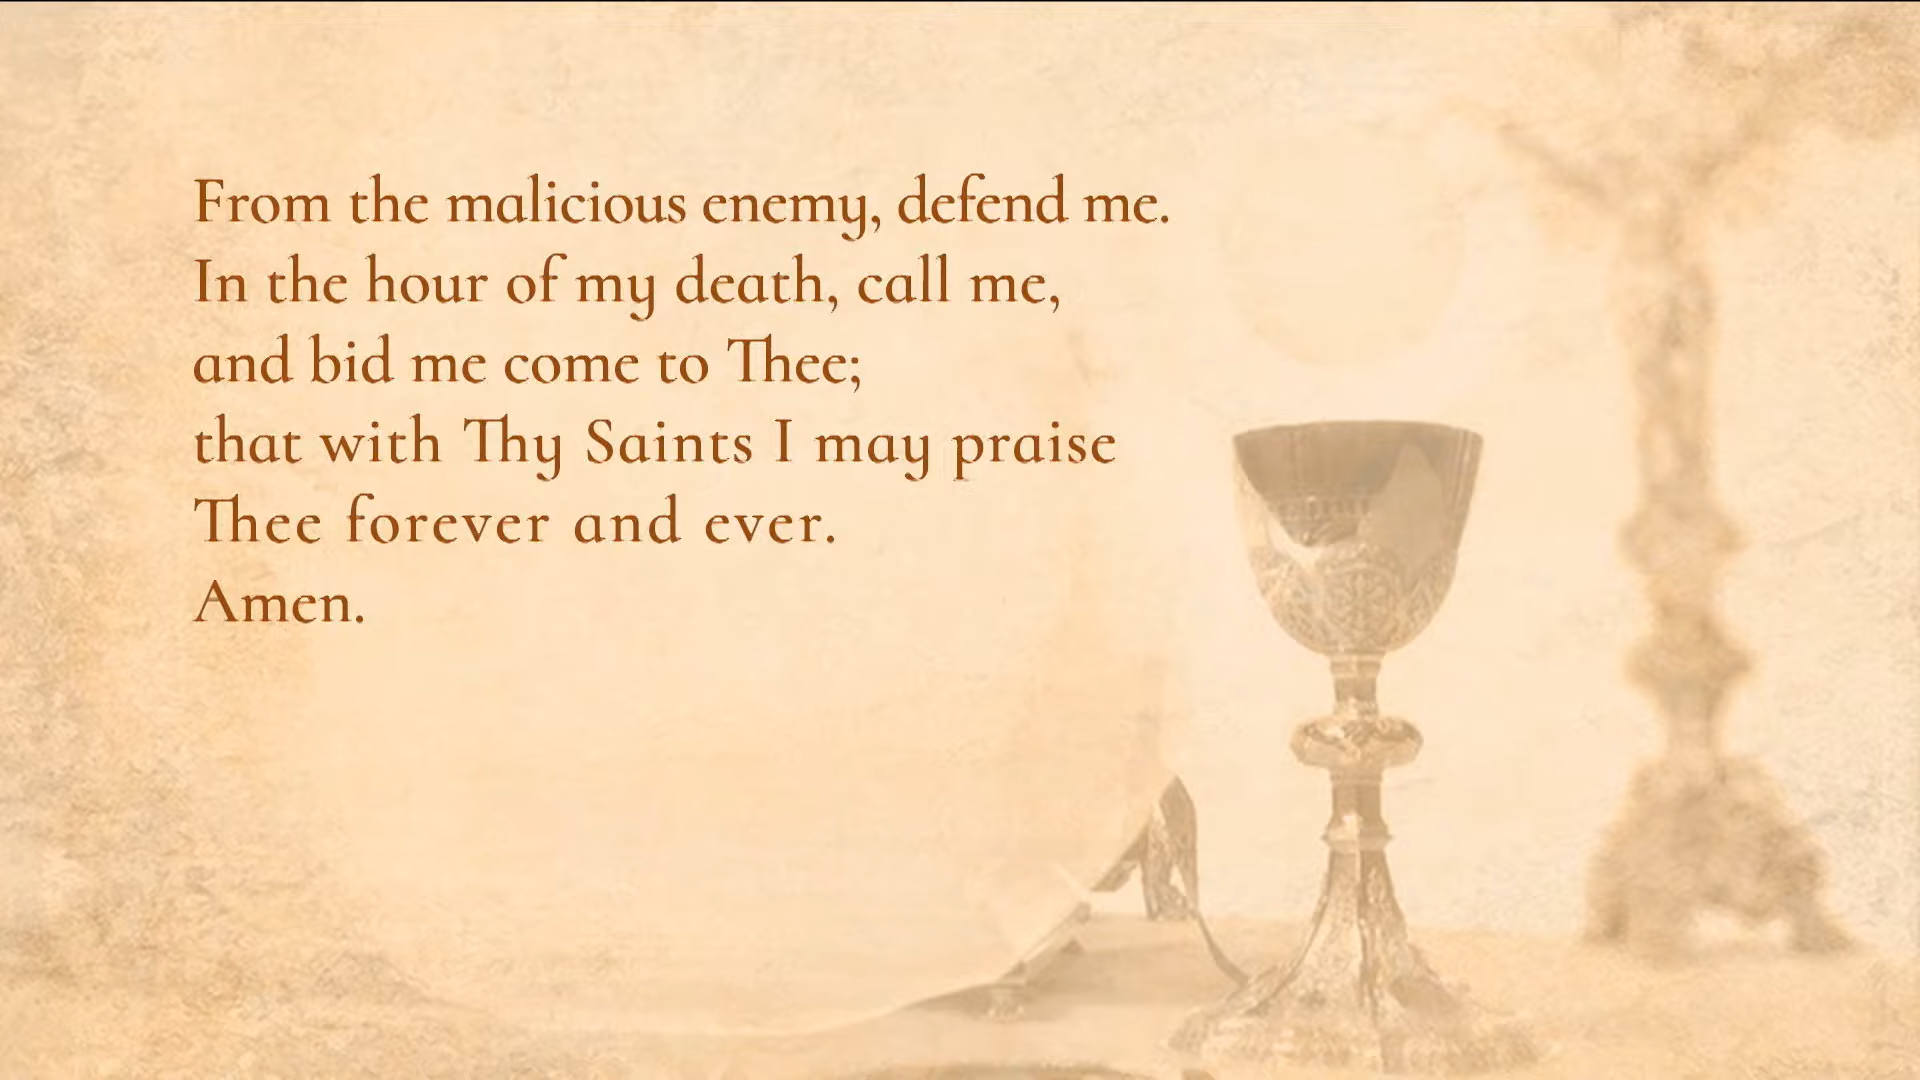 From the malicious enemy, defend me.
In the hour of my death, call me,
and bid me come to Thee;
that with Thy Saints I may praise
Thee forever and ever.
Amen.